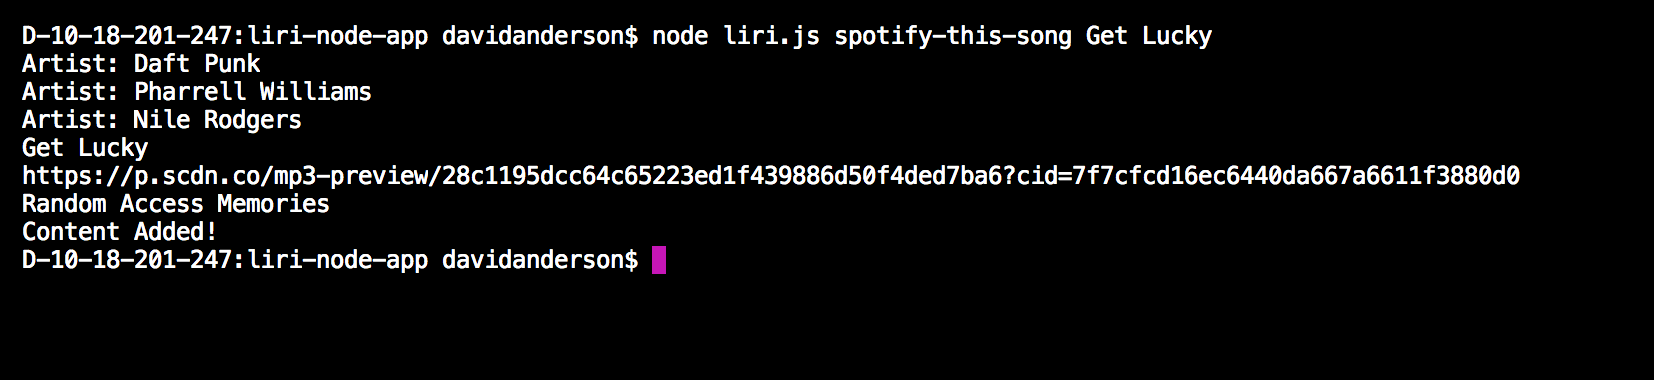 D-10-18-201-247:liri-node-app davidanderson$ node liri.js spotify-this-song Get Lucky
Artist: Daft Punk
Artist: Pharrell Williams
Artist: Nile Rodgers
Get Lucky
https://p.scdn.co/mp3-preview/28c1195dcc64c65223ed1f439886d50f4ded7ba6?cid=7f7cfcd16ec6440da667a6611f3880d0
Random Access Memories
Content Added!
D-10-18-201-247:liri-node-app davidanderson$